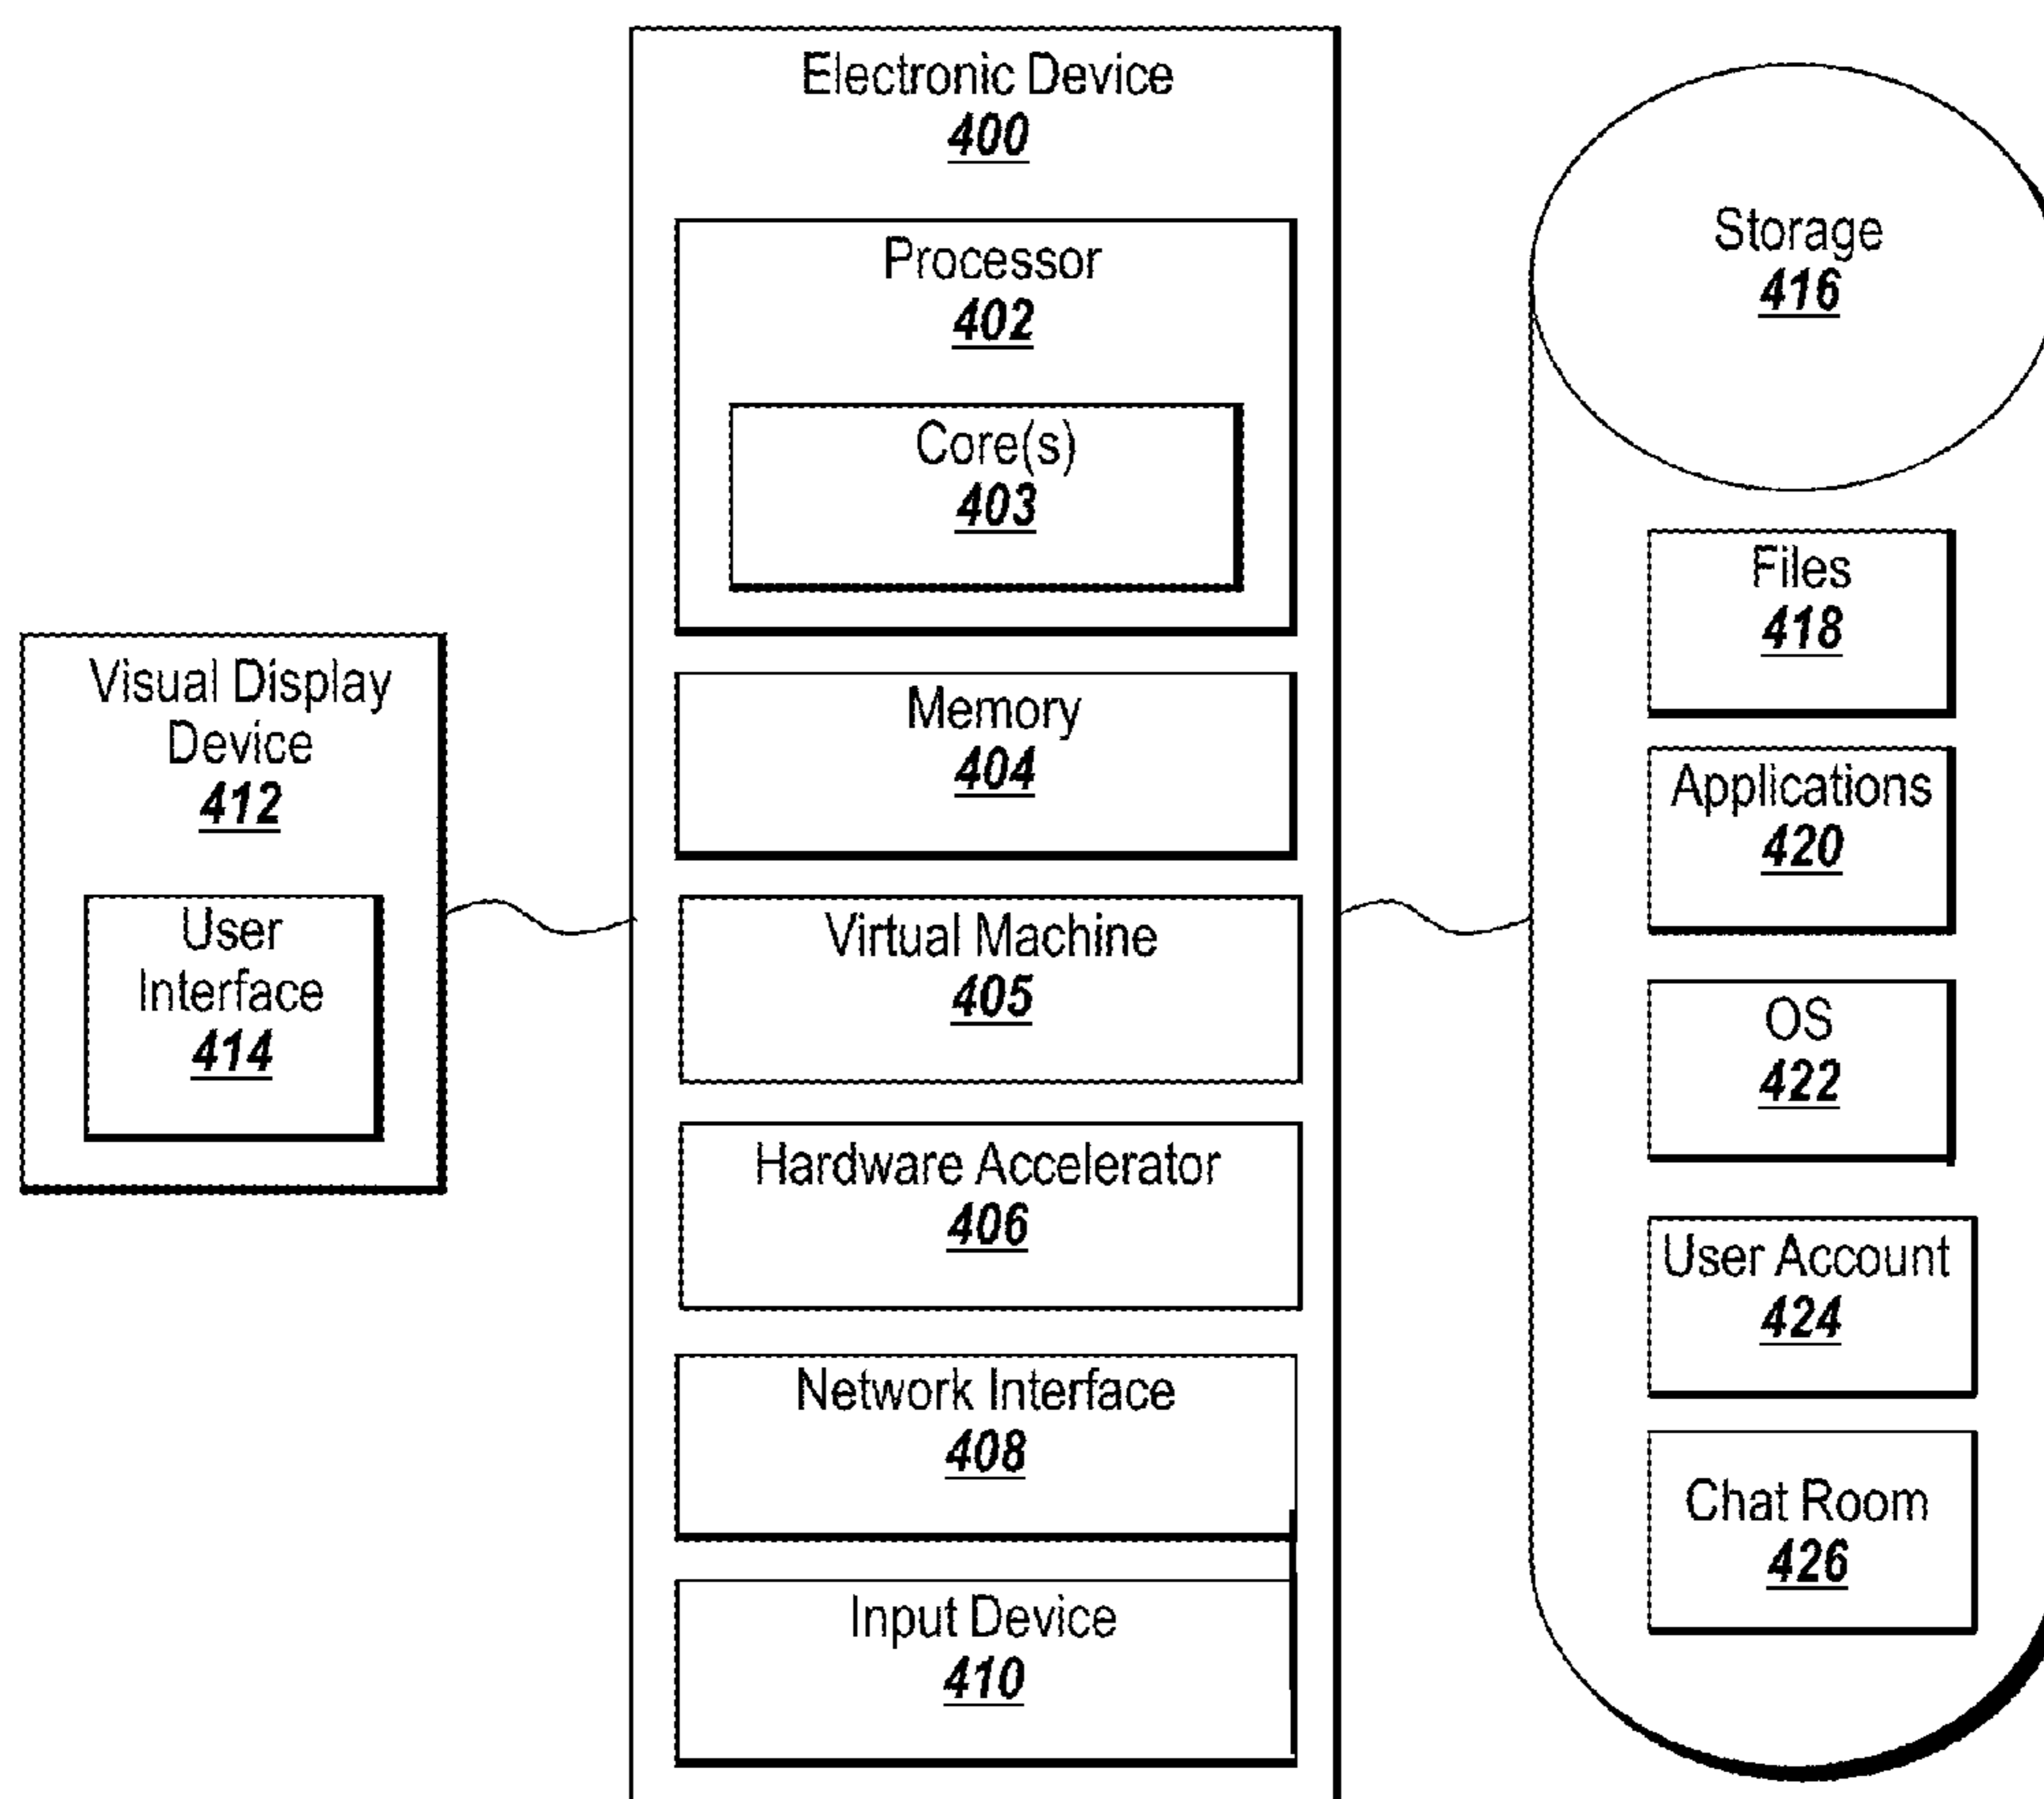 Electronic Device
400
Processor
402
Core(s)
403
Memory
404
Virtual Machine
405
Hardware Accelerator
406
Network Interface
408
Input Device
410
Visual Display
Device
412
User
Interface
414
Storage
416
Files
418
Applications
420
OS
422
User Account
424
Chat Room
426